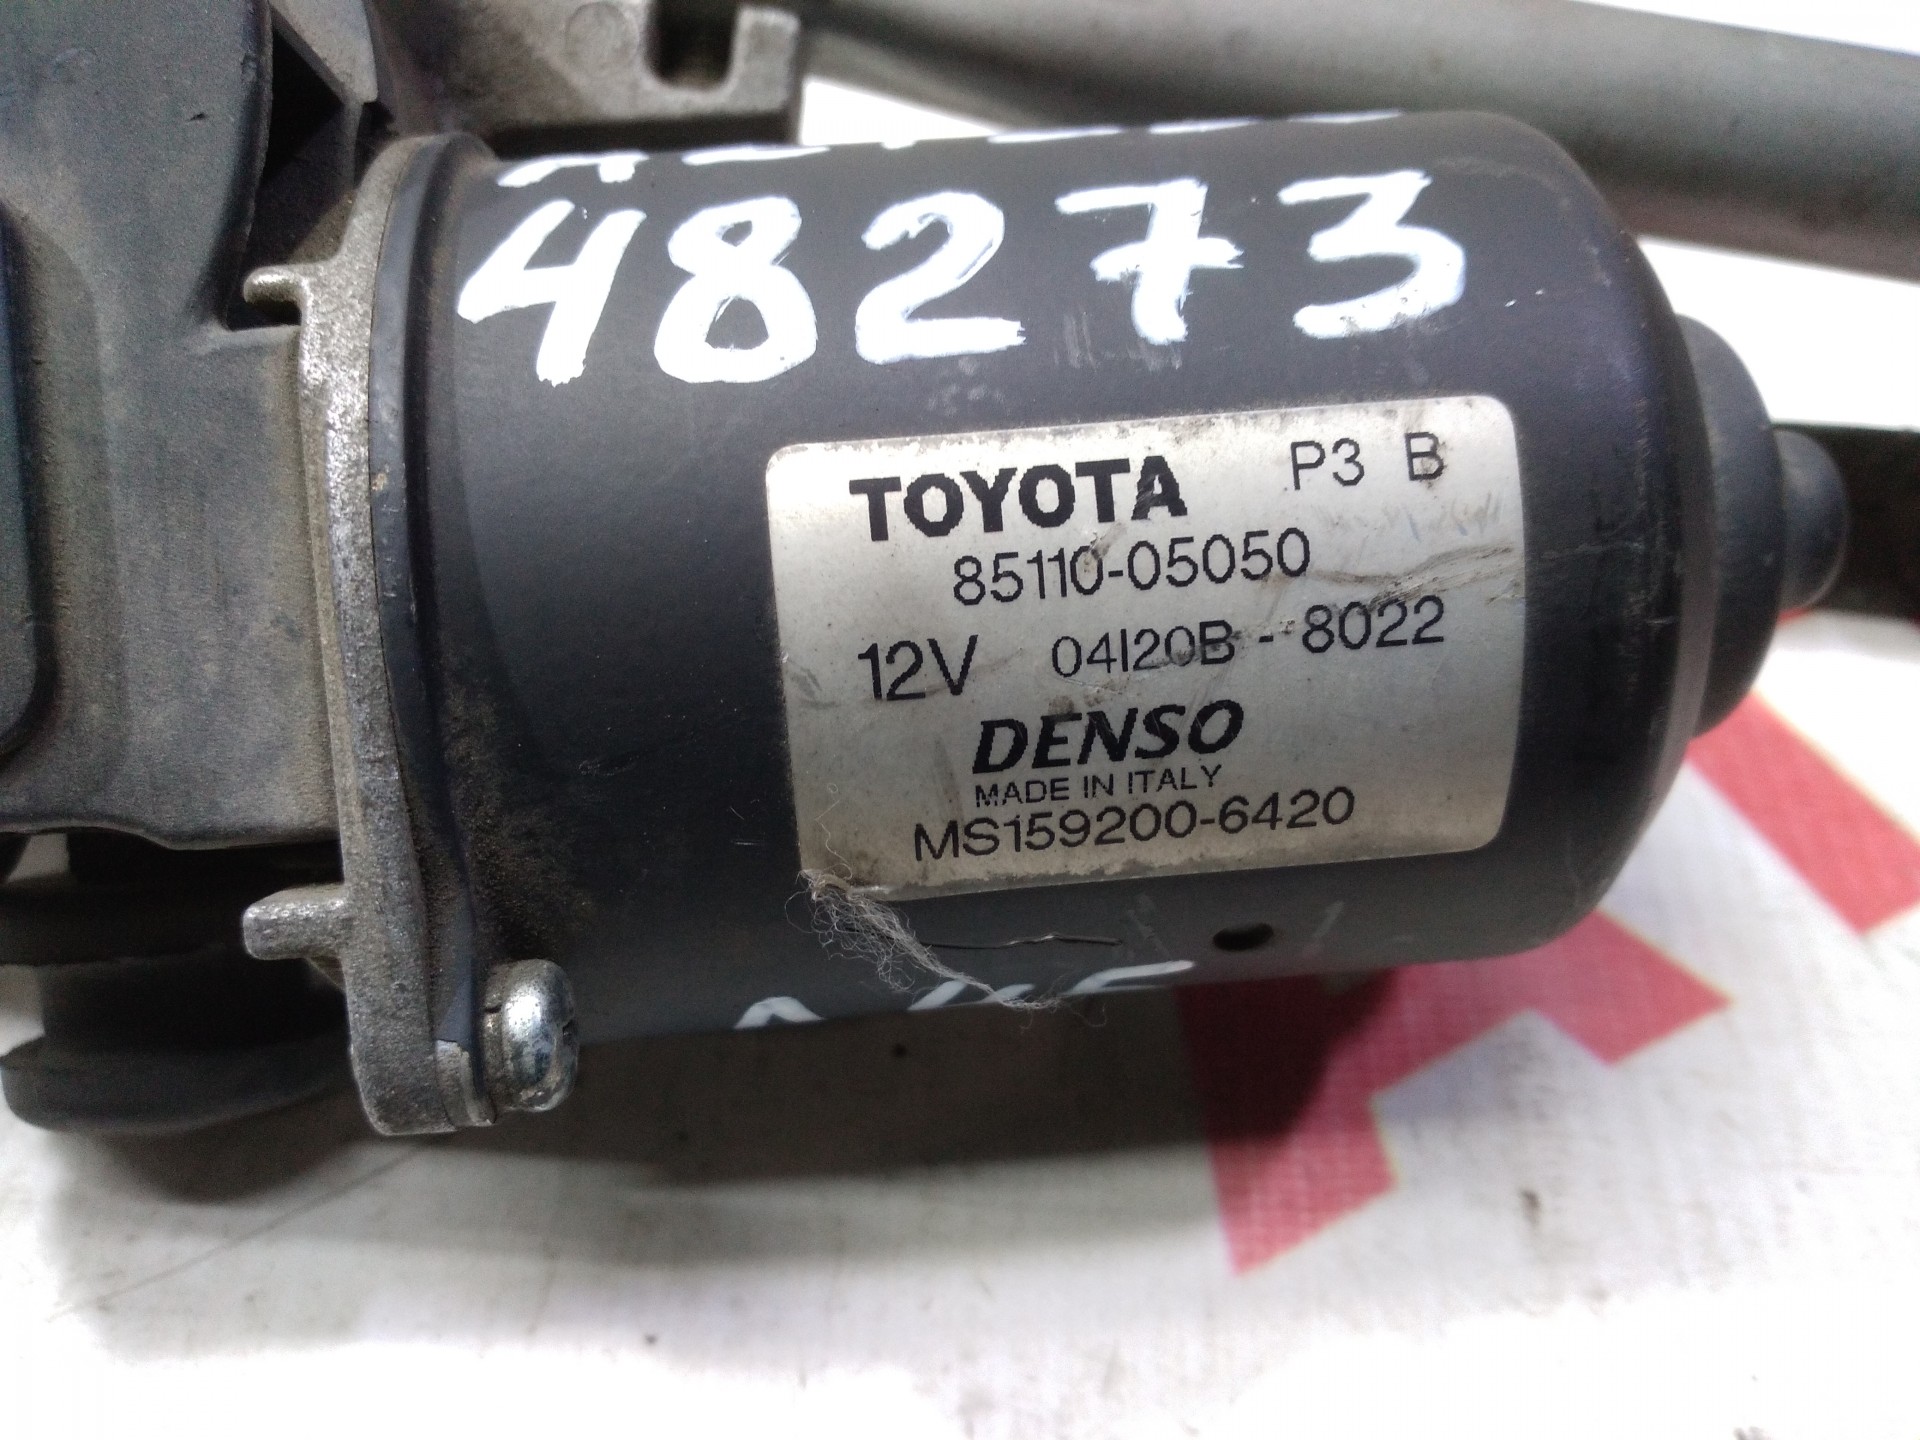 48273
TOYOTA P3 B
85110-05050
12V 04I20B - 8022
DENSO
MADE IN ITALY
MS159200-6420